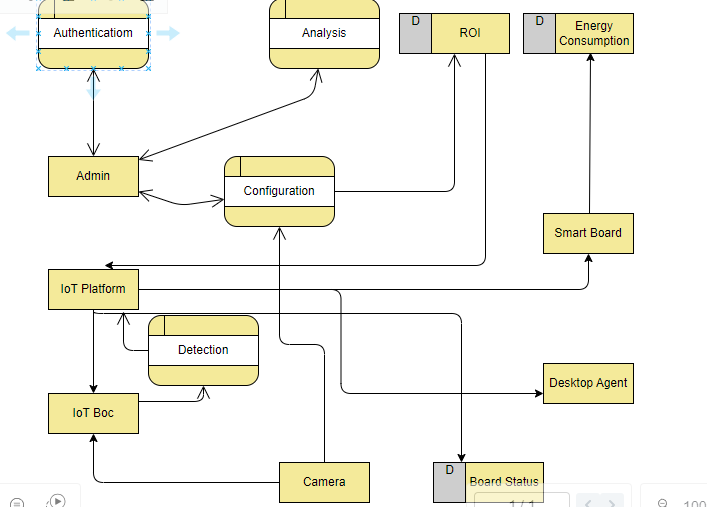 Authenticatiom
Analysis
D
ROI
D
Energy
Consumption
Admin
Configuration
Smart Board
IoT Platform
Detection
Desktop Agent
IoT Boc
Camera
D
Board Status
1 / 1
100